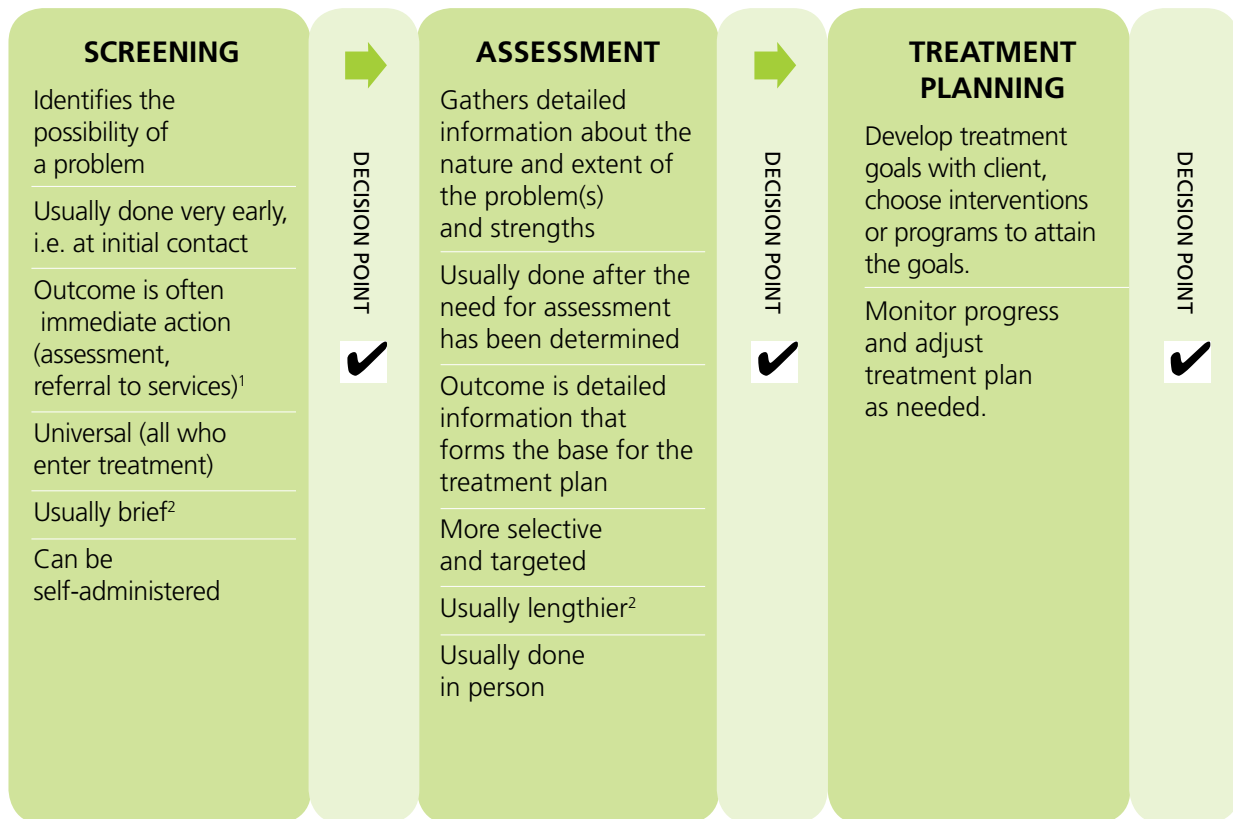 SCREENING
Identifies the
possibility of
a problem
Usually done very early,
i.e. at initial contact
Outcome is often
immediate action
(assessment,
referral to services)¹
Universal (all who
enter treatment)
Usually brief²
Can be
self-administered
DECISION POINT
ASSESSMENT
Gathers detailed
information about the
nature and extent of
the problem(s)
and strengths
Usually done after the
need for assessment
has been determined
Outcome is detailed
information that
forms the base for the
treatment plan
More selective
and targeted
Usually lengthier²
Usually done
in person
DECISION POINT
TREATMENT
PLANNING
Develop treatment
goals with client,
choose interventions
or programs to attain
the goals.
Monitor progress
and adjust
treatment plan
as needed.
DECISION POINT